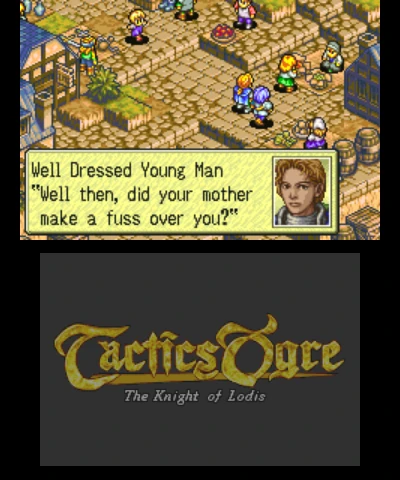 Well Dressed Young Man
"Well then, did your mother
make a fuss over you?"
Tactics Ogre
The Knight of Lodis